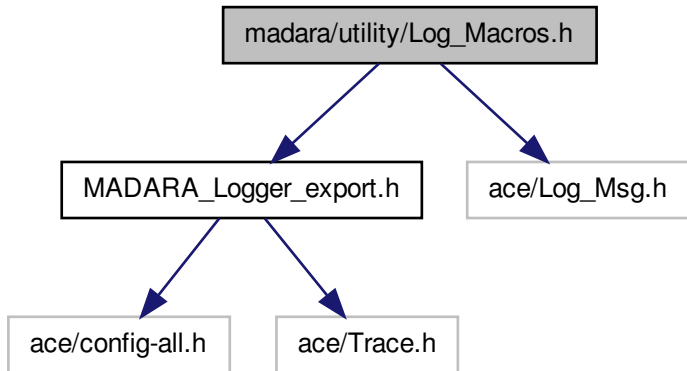 madara/utility/Log_Macros.h
MADARA_Logger_export.h
ace/Log_Msg.h
ace/config-all.h
ace/Trace.h